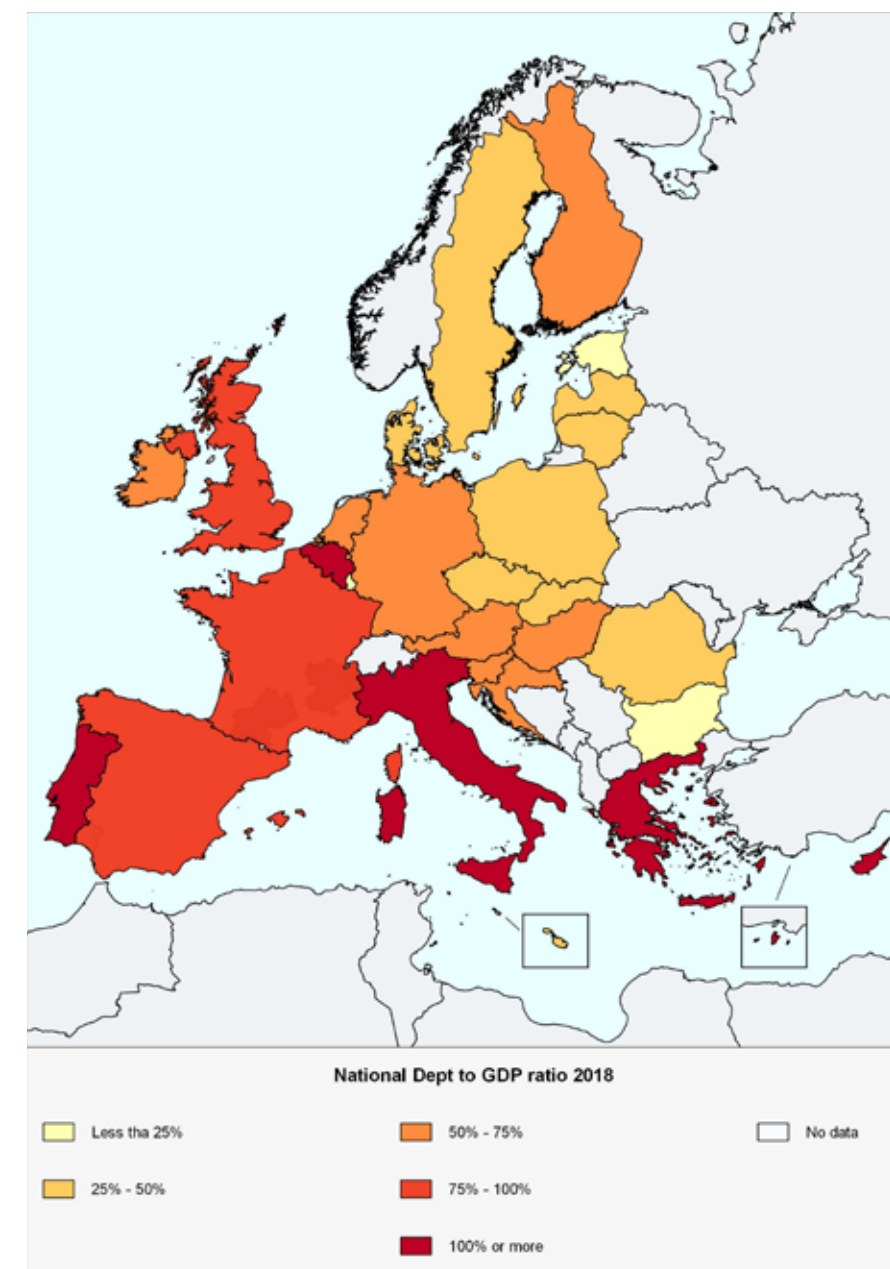 National Dept to GDP ratio 2018
Less tha 25%
50% - 75%
No data
25% - 50%
75% - 100%
100% or more